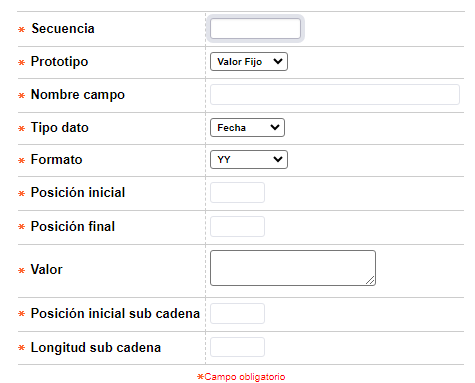 * Secuencia
* Prototipo Valor Fijo
* Nombre campo
* Tipo dato Fecha
* Formato YY
* Posición inicial
* Posición final
* Valor
* Posición inicial sub cadena
* Longitud sub cadena
*Campo obligatorio